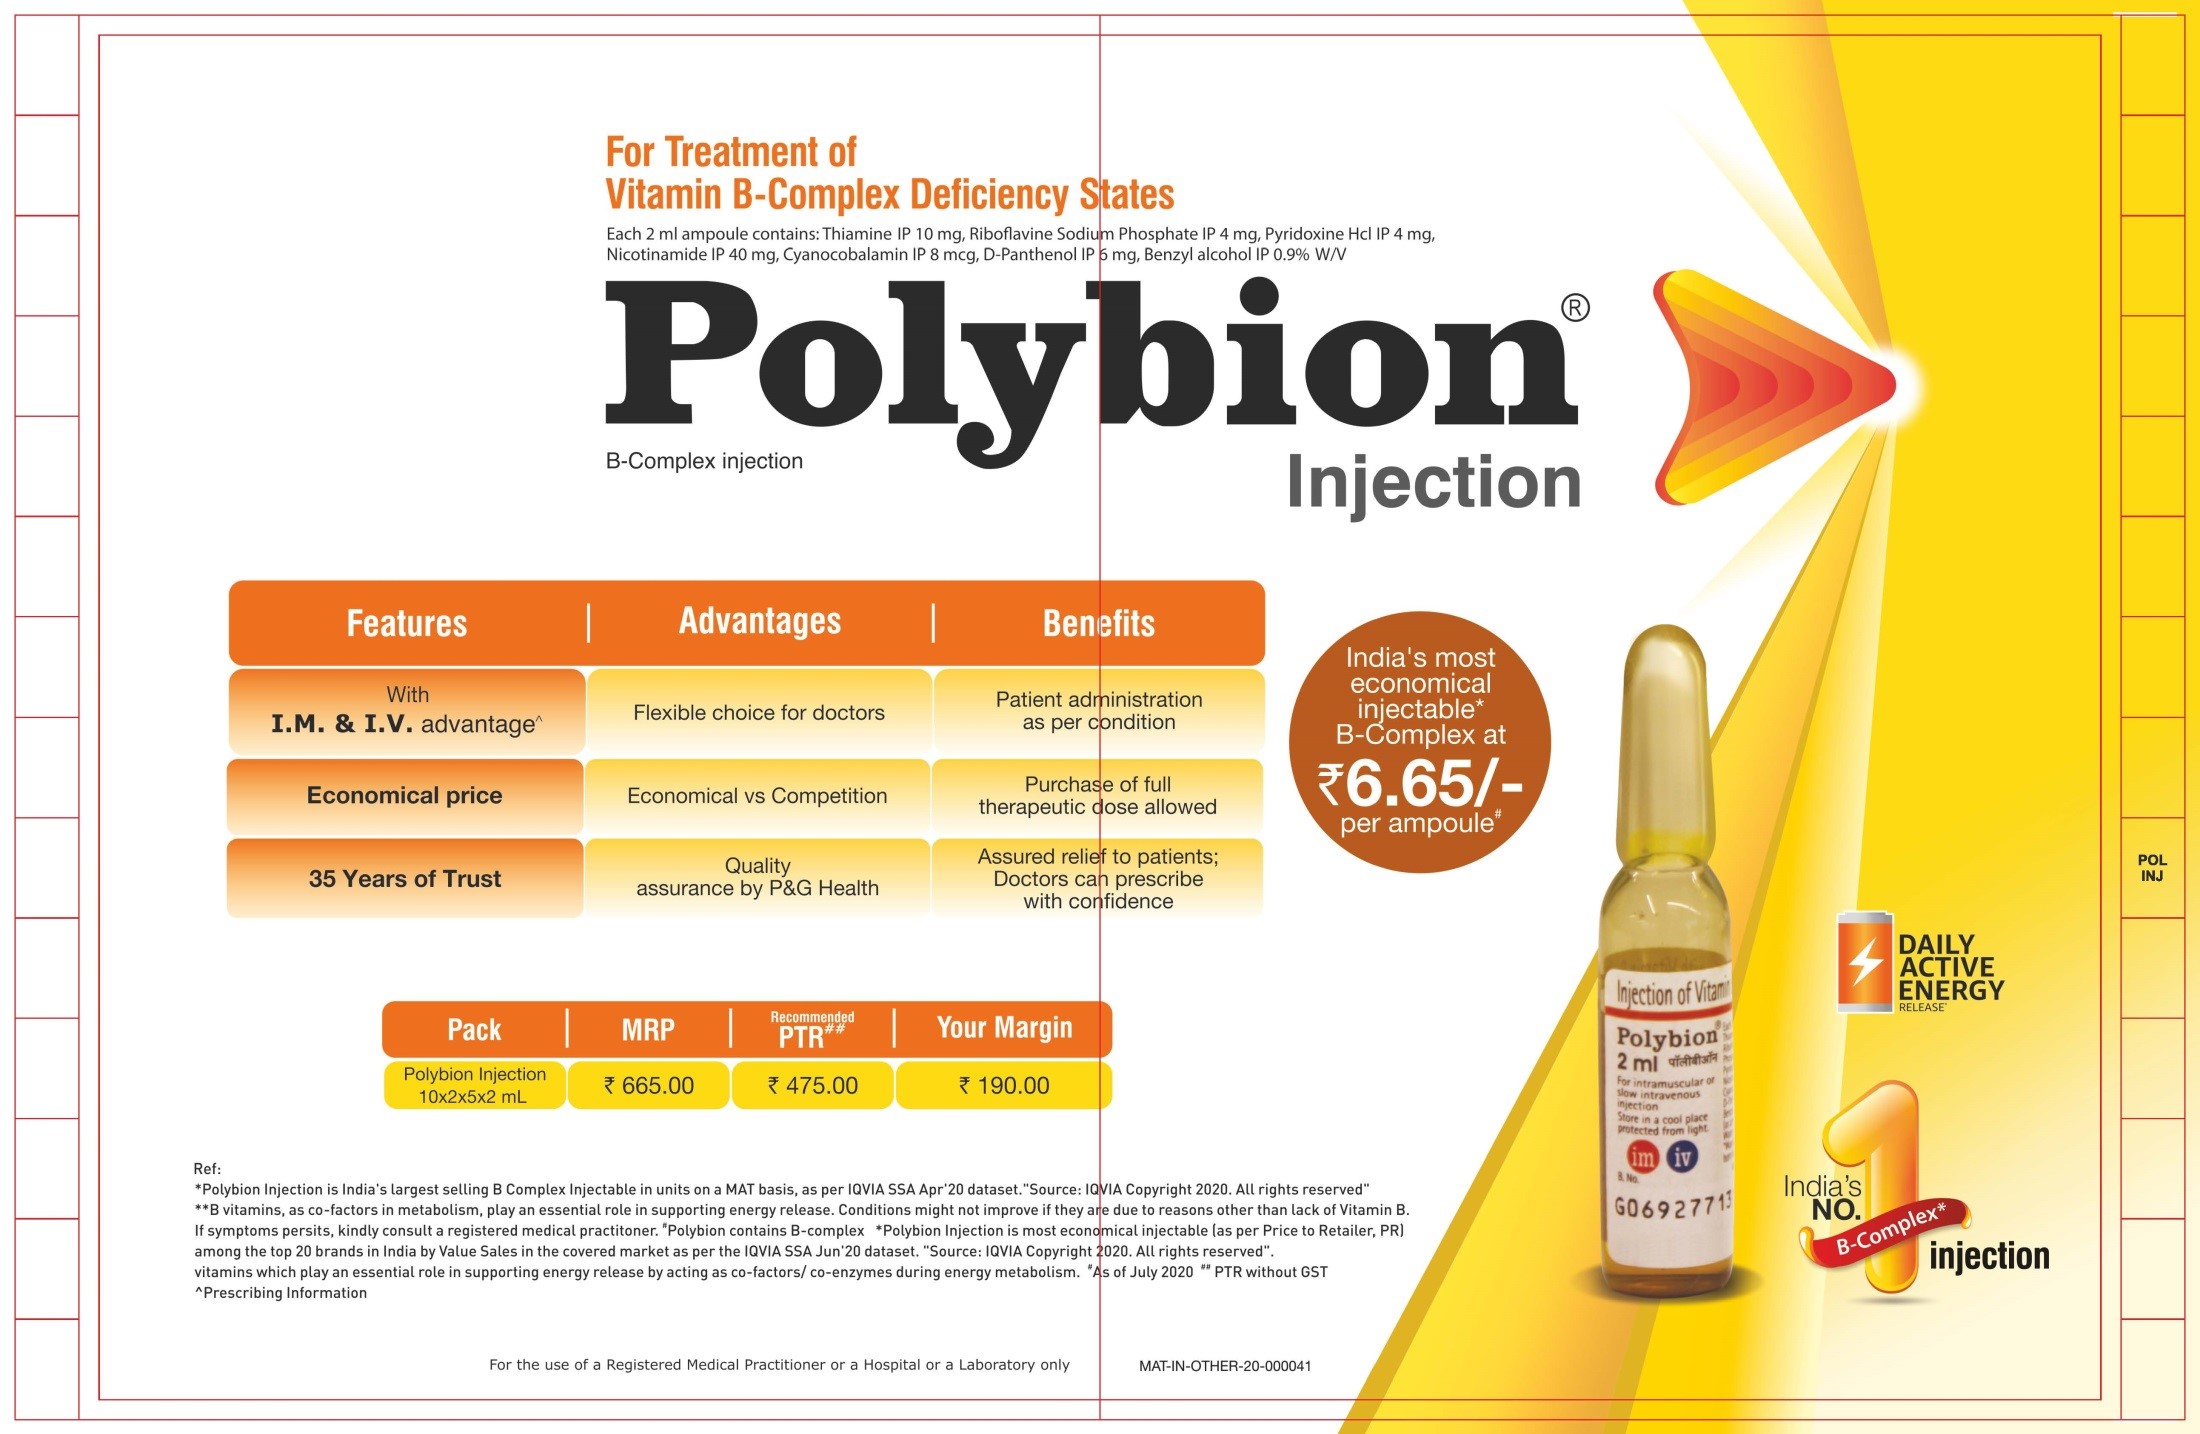 For Treatment of
Vitamin B-Complex Deficiency States
Each 2 ml ampoule contains: Thiamine IP 10 mg, Riboflavine Sodium Phosphate IP 4 mg, Pyridoxine Hcl IP 4 mg,
Nicotinamide IP 40 mg, Cyanocobalamin IP 8 mcg, D-Panthenol IP 6 mg, Benzyl alcohol IP 0.9% W/V
Polybion®
B-Complex injection
Injection
Features | Advantages | Benefits
With
I.M. & I.V. advantage^
Flexible choice for doctors
Patient administration
as per condition
Economical price
Economical vs Competition
Purchase of full
therapeutic dose allowed
35 Years of Trust
Quality
assurance by P&G Health
Assured relief to patients;
Doctors can prescribe
with confidence
India's most
economical
injectable*
B-Complex at
₹6.65/-
per ampoule#
Pack | MRP | Recommended PTR## | Your Margin
Polybion Injection
10x2x5x2 mL
₹ 665.00
₹ 475.00
₹ 190.00
Injection of Vitamin
Polybion®
2 ml पॉलीबीऑन
For intramuscular or
slow intravenous
injection
Store in a cool place
protected from light.
im iv
B. No.
G06927713
POL
INJ
DAILY
ACTIVE
ENERGY
RELEASE*
India's
NO.
1
B-Complex*
injection
Ref:
*Polybion Injection is India's largest selling B Complex Injectable in units on a MAT basis, as per IQVIA SSA Apr'20 dataset."Source: IQVIA Copyright 2020. All rights reserved"
**B vitamins, as co-factors in metabolism, play an essential role in supporting energy release. Conditions might not improve if they are due to reasons other than lack of Vitamin B.
If symptoms persits, kindly consult a registered medical practitioner. #Polybion contains B-complex *Polybion Injection is most economical injectable (as per Price to Retailer, PR)
among the top 20 brands in India by Value Sales in the covered market as per the IQVIA SSA Jun'20 dataset. "Source: IQVIA Copyright 2020. All rights reserved".
vitamins which play an essential role in supporting energy release by acting as co-factors/ co-enzymes during energy metabolism. #As of July 2020 ## PTR without GST
^Prescribing Information
For the use of a Registered Medical Practitioner or a Hospital or a Laboratory only
MAT-IN-OTHER-20-000041